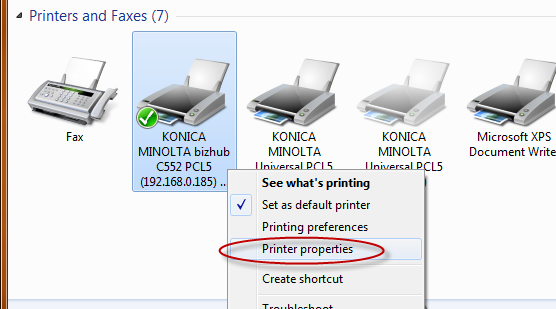 Printers and Faxes (7)
Fax
KONICA
MINOLTA bizhub
C552 PCL5
(192.168.0.185) ...
KONICA
MINOLTA
Universal PCL5
KONICA
MINOLTA
Universal PCL5
Microsoft XPS
Document Write
See what's printing
Set as default printer
Printing preferences
Printer properties
Create shortcut
Troubleshoot